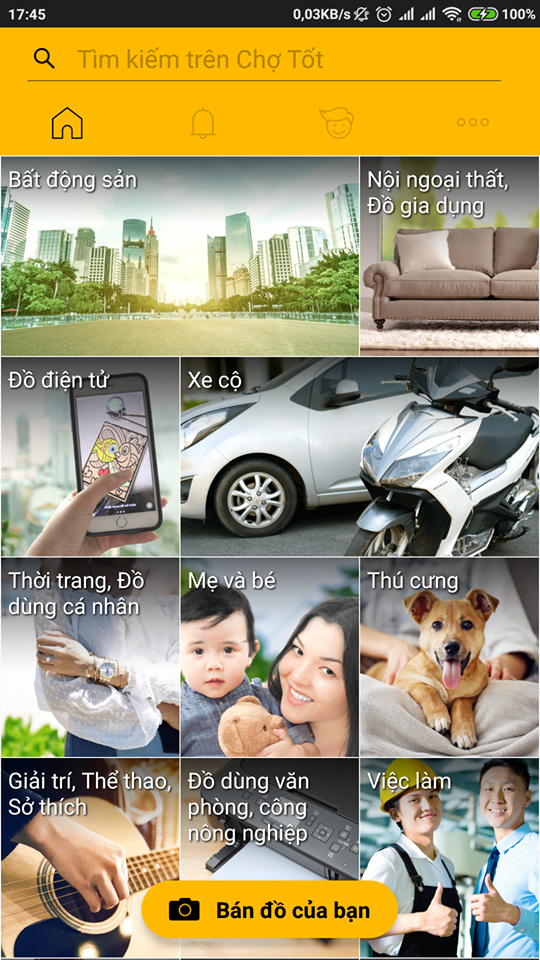 17:45
0,03KB/s
100%
Tìm kiếm trên Chợ Tốt
Bất động sản
Nội ngoại thất,
Đồ gia dụng
Đồ điện tử
Xe cộ
Thời trang, Đồ
dùng cá nhân
Mẹ và bé
Thú cưng
Giải trí, Thể thao,
Sở thích
Đồ dùng văn
phòng, công
nông nghiệp
Việc làm
Bán đồ của bạn